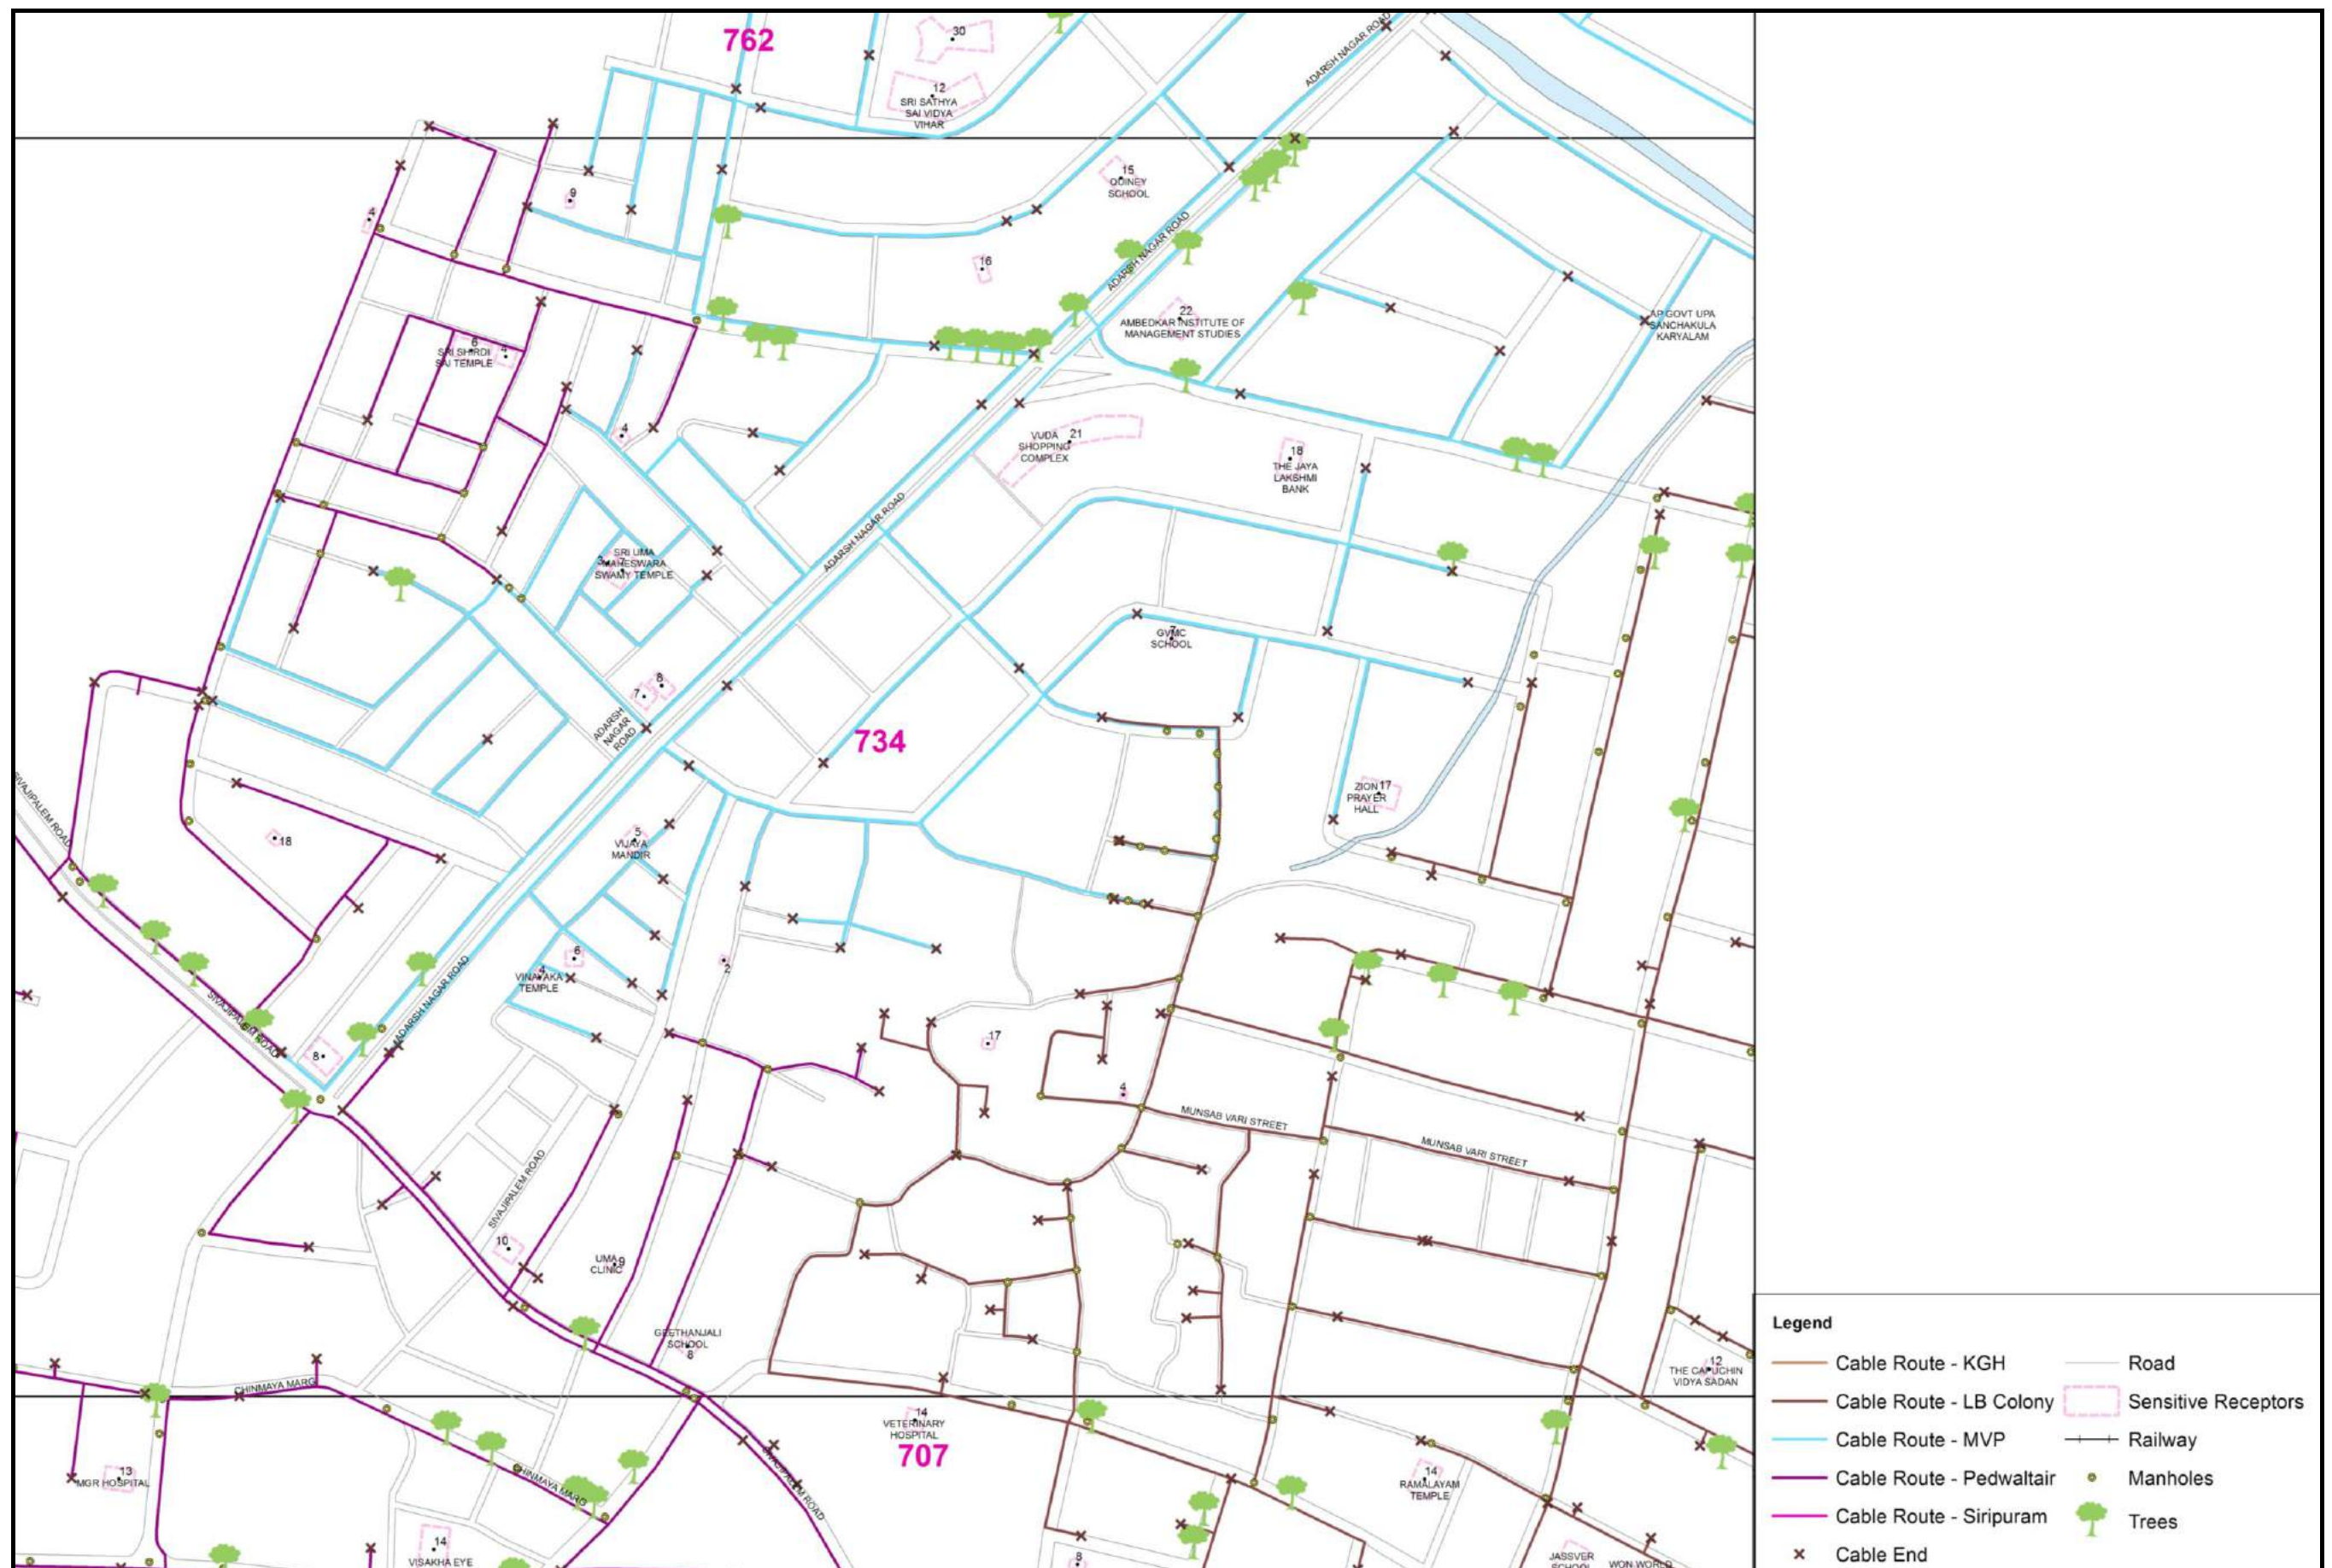 762
30
12
SRI SATHYA
SAI VIDYA
VIHAR
ADARSH NAGAR ROAD
15
QUINEY
SCHOOL
9
4
ADARSH NAGAR ROAD
16
22
AMBEDKAR INSTITUTE OF
MANAGEMENT STUDIES
AP GOVT UPA
SANCHAKULA
KARYALAM
6
SRI SHIRDI
SAI TEMPLE
4
VUDA 21
SHOPPING
COMPLEX
18
THE JAYA
LAKSHMI
BANK
ADARSH NAGAR ROAD
SRI UMA
MAHESWARA
SWAMY TEMPLE
7
GVMC
SCHOOL
8
7
ADARSH
NAGAR
ROAD
734
ZION 17
PRAYER
HALL
SIVAJIPALEM ROAD
18
5
VIJAYA
MANDIR
6
4
VINAYAKA
TEMPLE
2
ADARSH NAGAR ROAD
SIVAJIPALEM ROAD
8
17
4
MUNSAB VARI STREET
MUNSAB VARI STREET
SIVAJIPALEM ROAD
10
UMA 9
CLINIC
GEETHANJALI
SCHOOL
8
12
THE CAPUCHIN
VIDYA SADAN
CHINMAYA MARG
14
VETERINARY
HOSPITAL
707
13
MGR HOSPITAL
CHINMAYA MARG
SIVAJIPALEM ROAD
14
RAMALAYAM
TEMPLE
14
VISAKHA EYE
8
JASSVER
SCHOOL
WON WORLD
Legend
Cable Route - KGH
Cable Route - LB Colony
Cable Route - MVP
Cable Route - Pedwaltair
Cable Route - Siripuram
Cable End
Road
Sensitive Receptors
Railway
Manholes
Trees